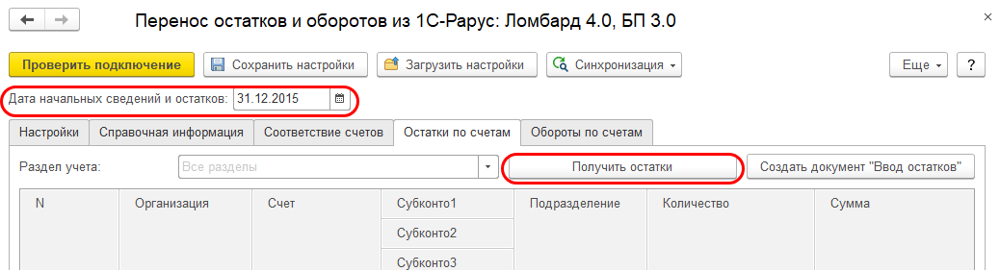 Перенос остатков и оборотов из 1С-Рарус: Ломбард 4.0, БП 3.0
Проверить подключение Сохранить настройки Загрузить настройки Синхронизация Еще ?
Дата начальных сведений и остатков: 31.12.2015
Настройки Справочная информация Соответствие счетов Остатки по счетам Обороты по счетам
Раздел учета: Все разделы Получить остатки Создать документ "Ввод остатков"
N Организация Счет Субконто1 Подразделение Количество Сумма
Субконто2
Субконто3